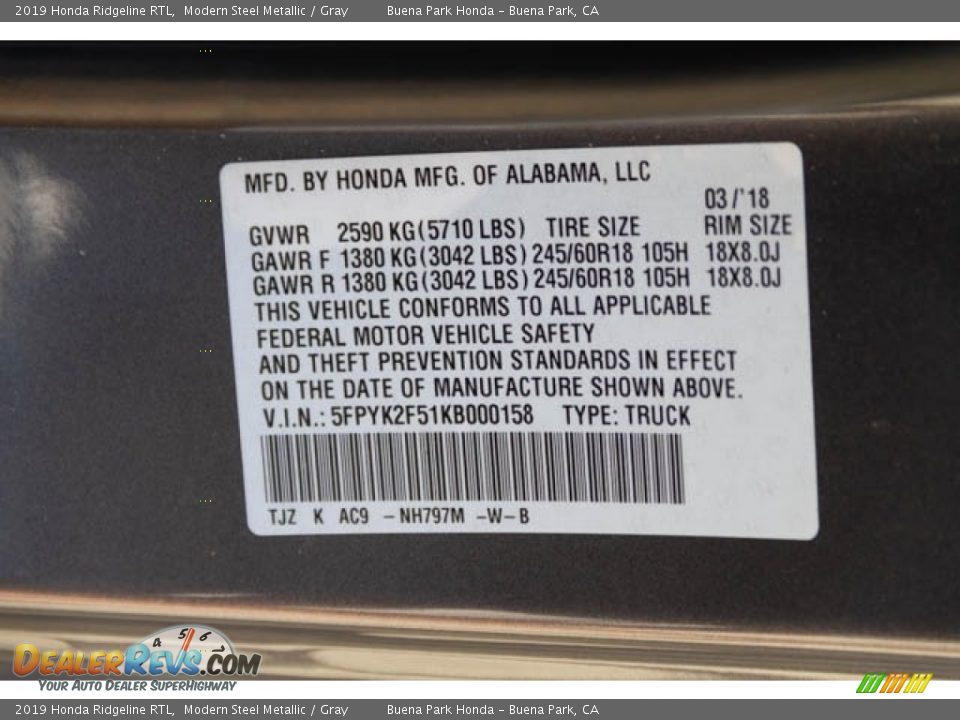 2019 Honda Ridgeline RTL, Modern Steel Metallic / Gray Buena Park Honda – Buena Park, CA
MFD. BY HONDA MFG. OF ALABAMA, LLC
03/'18
GVWR 2590 KG(5710 LBS) TIRE SIZE RIM SIZE
GAWR F 1380 KG(3042 LBS) 245/60R18 105H 18X8.0J
GAWR R 1380 KG(3042 LBS) 245/60R18 105H 18X8.0J
THIS VEHICLE CONFORMS TO ALL APPLICABLE
FEDERAL MOTOR VEHICLE SAFETY
AND THEFT PREVENTION STANDARDS IN EFFECT
ON THE DATE OF MANUFACTURE SHOWN ABOVE.
V.I.N.: 5FPYK2F51KB000158 TYPE: TRUCK
TJZ K AC9 –NH797M –W–B
4 5 6 7
DealerRevs.com
Your Auto Dealer SuperHighway
2019 Honda Ridgeline RTL, Modern Steel Metallic / Gray Buena Park Honda – Buena Park, CA